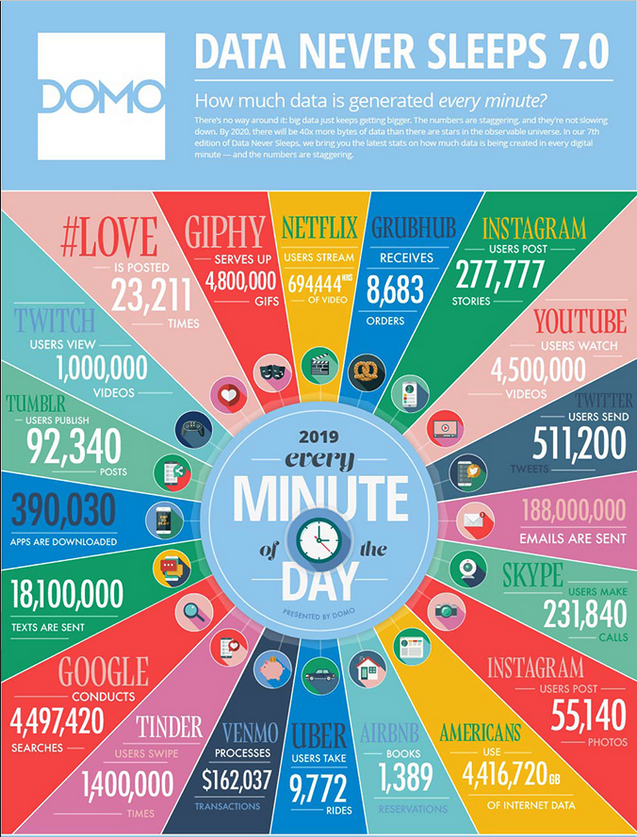 DOMO
DATA NEVER SLEEPS 7.0
How much data is generated every minute?
There's no way around it: big data just keeps getting bigger. The numbers are staggering, and they're not slowing
down. By 2020, there will be 40x more bytes of data than there are stars in the observable universe. In our 7th
edition of Data Never Sleeps, we bring you the latest stats on how much data is being created in every digital
minute — and the numbers are staggering.
#LOVE
IS POSTED
23,211
TIMES
GIPHY
SERVES UP
4,800,000
GIFS
NETFLIX
USERS STREAM
694,444 HRS
OF VIDEO
GRUBHUB
RECEIVES
8,683
ORDERS
INSTAGRAM
USERS POST
277,777
STORIES
YOUTUBE
USERS WATCH
4,500,000
VIDEOS
TWITTER
USERS SEND
511,200
TWEETS
188,000,000
EMAILS ARE SENT
SKYPE
USERS MAKE
231,840
CALLS
INSTAGRAM
USERS POST
55,140
PHOTOS
AMERICANS
USE
4,416,720 GB
OF INTERNET DATA
AIRBNB
BOOKS
1,389
RESERVATIONS
UBER
USERS TAKE
9,772
RIDES
VENMO
PROCESSES
$162,037
TRANSACTIONS
TINDER
USERS SWIPE
1400,000
TIMES
GOOGLE
CONDUCTS
4,497,420
SEARCHES
18,100,000
TEXTS ARE SENT
390,030
APPS ARE DOWNLOADED
TUMBLR
USERS PUBLISH
92,340
POSTS
TWITCH
USERS VIEW
1,000,000
VIDEOS
2019
every
MINUTE
of the
DAY
PRESENTED BY DOMO